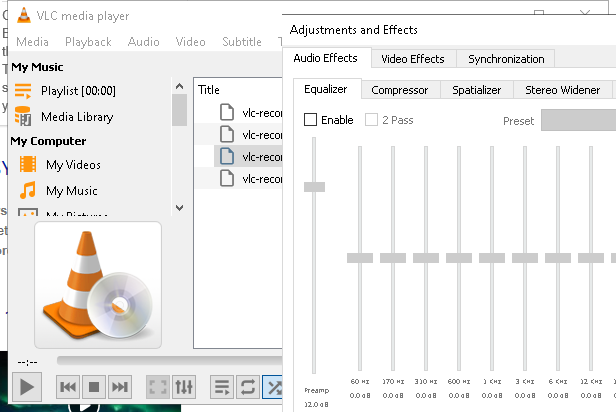 VLC media player
Media Playback Audio Video Subtitle T
My Music
Playlist [00:00]
Media Library
My Computer
My Videos
My Music
My Pictures
Title
vlc-recor
vlc-recor
vlc-recor
vlc-recor
--:--
Adjustments and Effects
Audio Effects Video Effects Synchronization
Equalizer Compressor Spatializer Stereo Widener
Enable 2 Pass Preset
60 Hz 170 Hz 310 Hz 600 Hz 1 KHz 3 KHz 6 KHz 12
Preamp 0.0 dB 0.0 dB 0.0 dB 0.0 dB 0.0 dB 0.0 dB 0.0 dB 0.0
12.0 dB